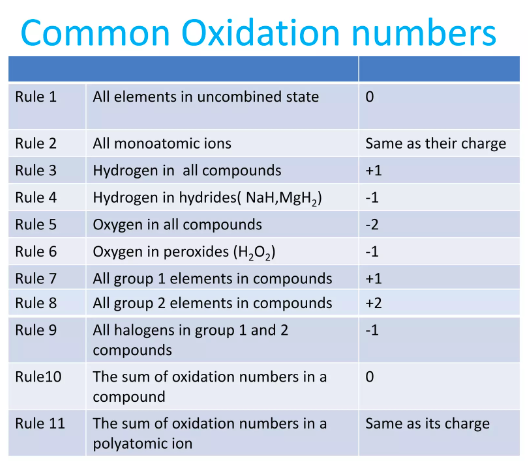 Common Oxidation numbers
Rule 1 All elements in uncombined state 0
Rule 2 All monoatomic ions Same as their charge
Rule 3 Hydrogen in all compounds +1
Rule 4 Hydrogen in hydrides( NaH,MgH₂) -1
Rule 5 Oxygen in all compounds -2
Rule 6 Oxygen in peroxides (H₂O₂) -1
Rule 7 All group 1 elements in compounds +1
Rule 8 All group 2 elements in compounds +2
Rule 9 All halogens in group 1 and 2 -1
compounds
Rule10 The sum of oxidation numbers in a 0
compound
Rule 11 The sum of oxidation numbers in a Same as its charge
polyatomic ion